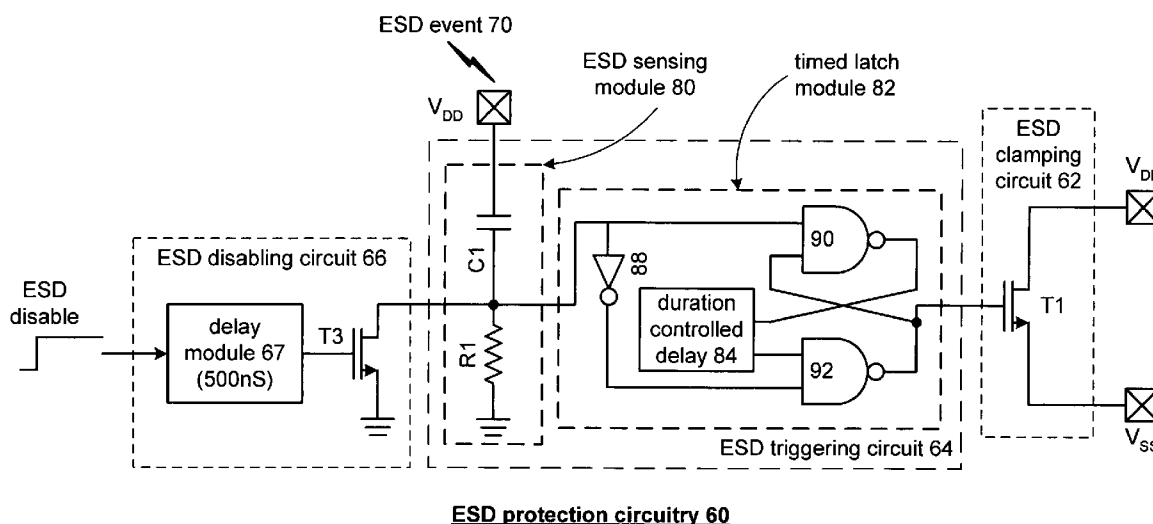 ESD event 70
V_DD
ESD sensing
module 80
timed latch
module 82
ESD
clamping
circuit 62
V_DD
ESD disabling circuit 66
ESD
disable
delay
module 67
(500nS)
T3
C1
R1
88
90
duration
controlled
delay 84
92
T1
V_SS
ESD triggering circuit 64
ESD protection circuitry 60